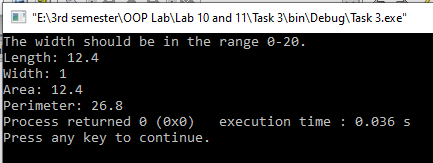 "E:\3rd semester\OOP Lab\Lab 10 and 11\Task 3\bin\Debug\Task 3.exe"
The width should be in the range 0-20.
Length: 12.4
Width: 1
Area: 12.4
Perimeter: 26.8
Process returned 0 (0x0)   execution time : 0.036 s
Press any key to continue.